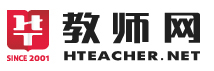 教师网
HTEACHER.NET
SINCE 2001